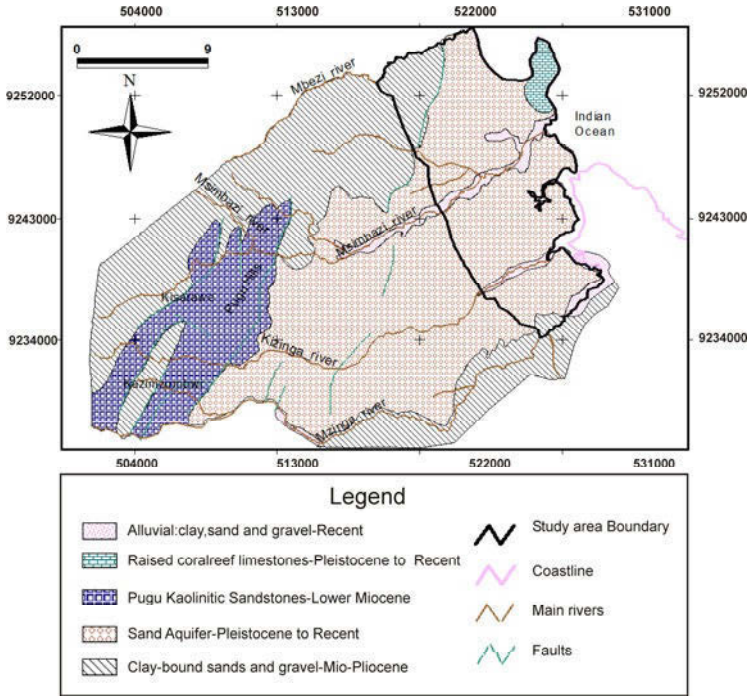 504000 513000 522000 531000
0 9
N
Mbezi river
9252000 9252000
Indian
Ocean
Msimbazi river
9243000 9243000
Msimbazi river
Kisarawe
Pugu Hills
9234000 9234000
Kizinga river
Mzinga river
504000 513000 522000 531000
Legend
Alluvial:clay,sand and gravel-Recent
Raised coralreef limestones-Pleistocene to Recent
Pugu Kaolinitic Sandstones-Lower Miocene
Sand Aquifer-Pleistocene to Recent
Clay-bound sands and gravel-Mio-Pliocene
Study area Boundary
Coastline
Main rivers
Faults